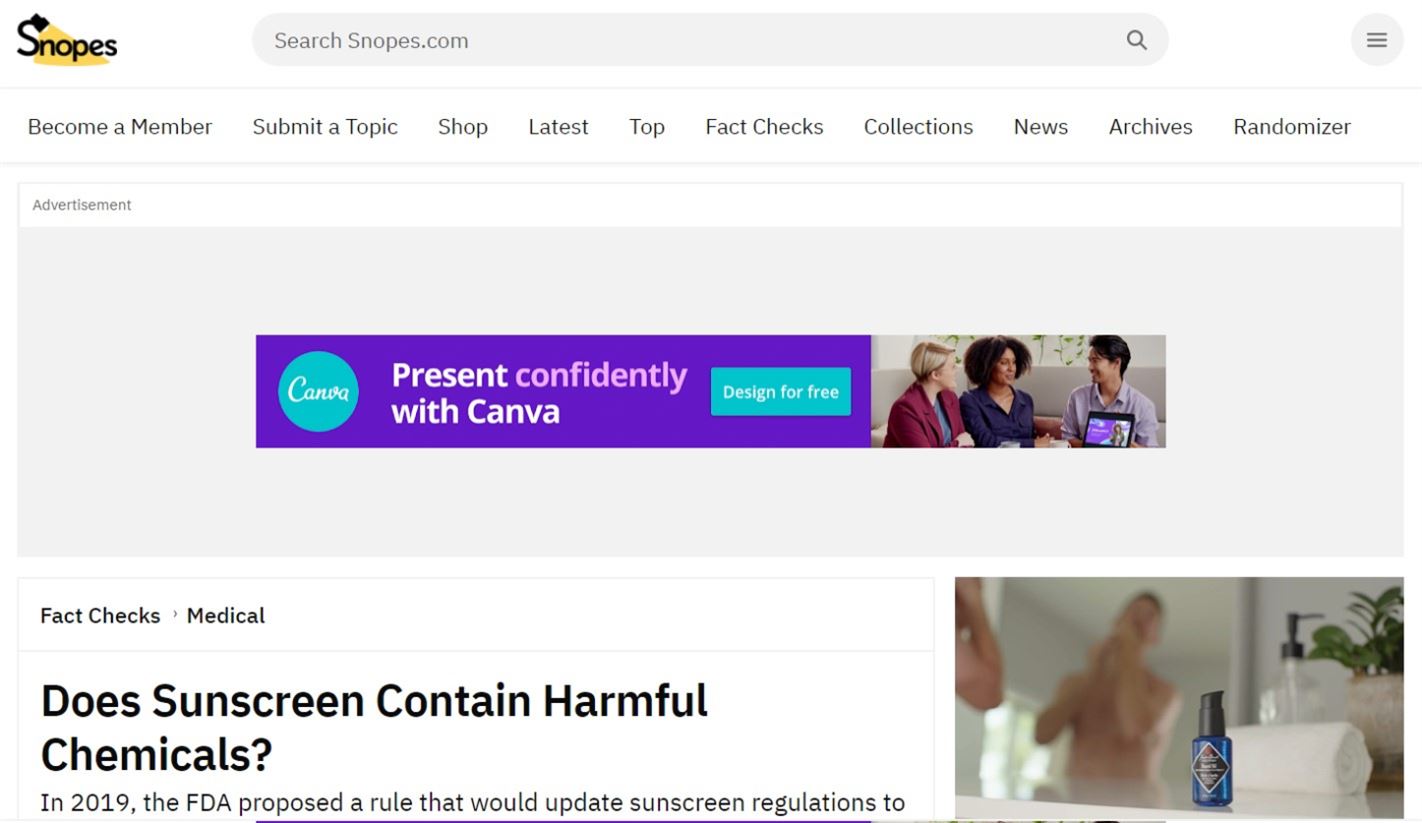 Snopes
Search Snopes.com
Become a Member Submit a Topic Shop Latest Top Fact Checks Collections News Archives Randomizer
Advertisement
Canva
Present confidently
with Canva
Design for free
Fact Checks › Medical
Does Sunscreen Contain Harmful
Chemicals?
In 2019, the FDA proposed a rule that would update sunscreen regulations to